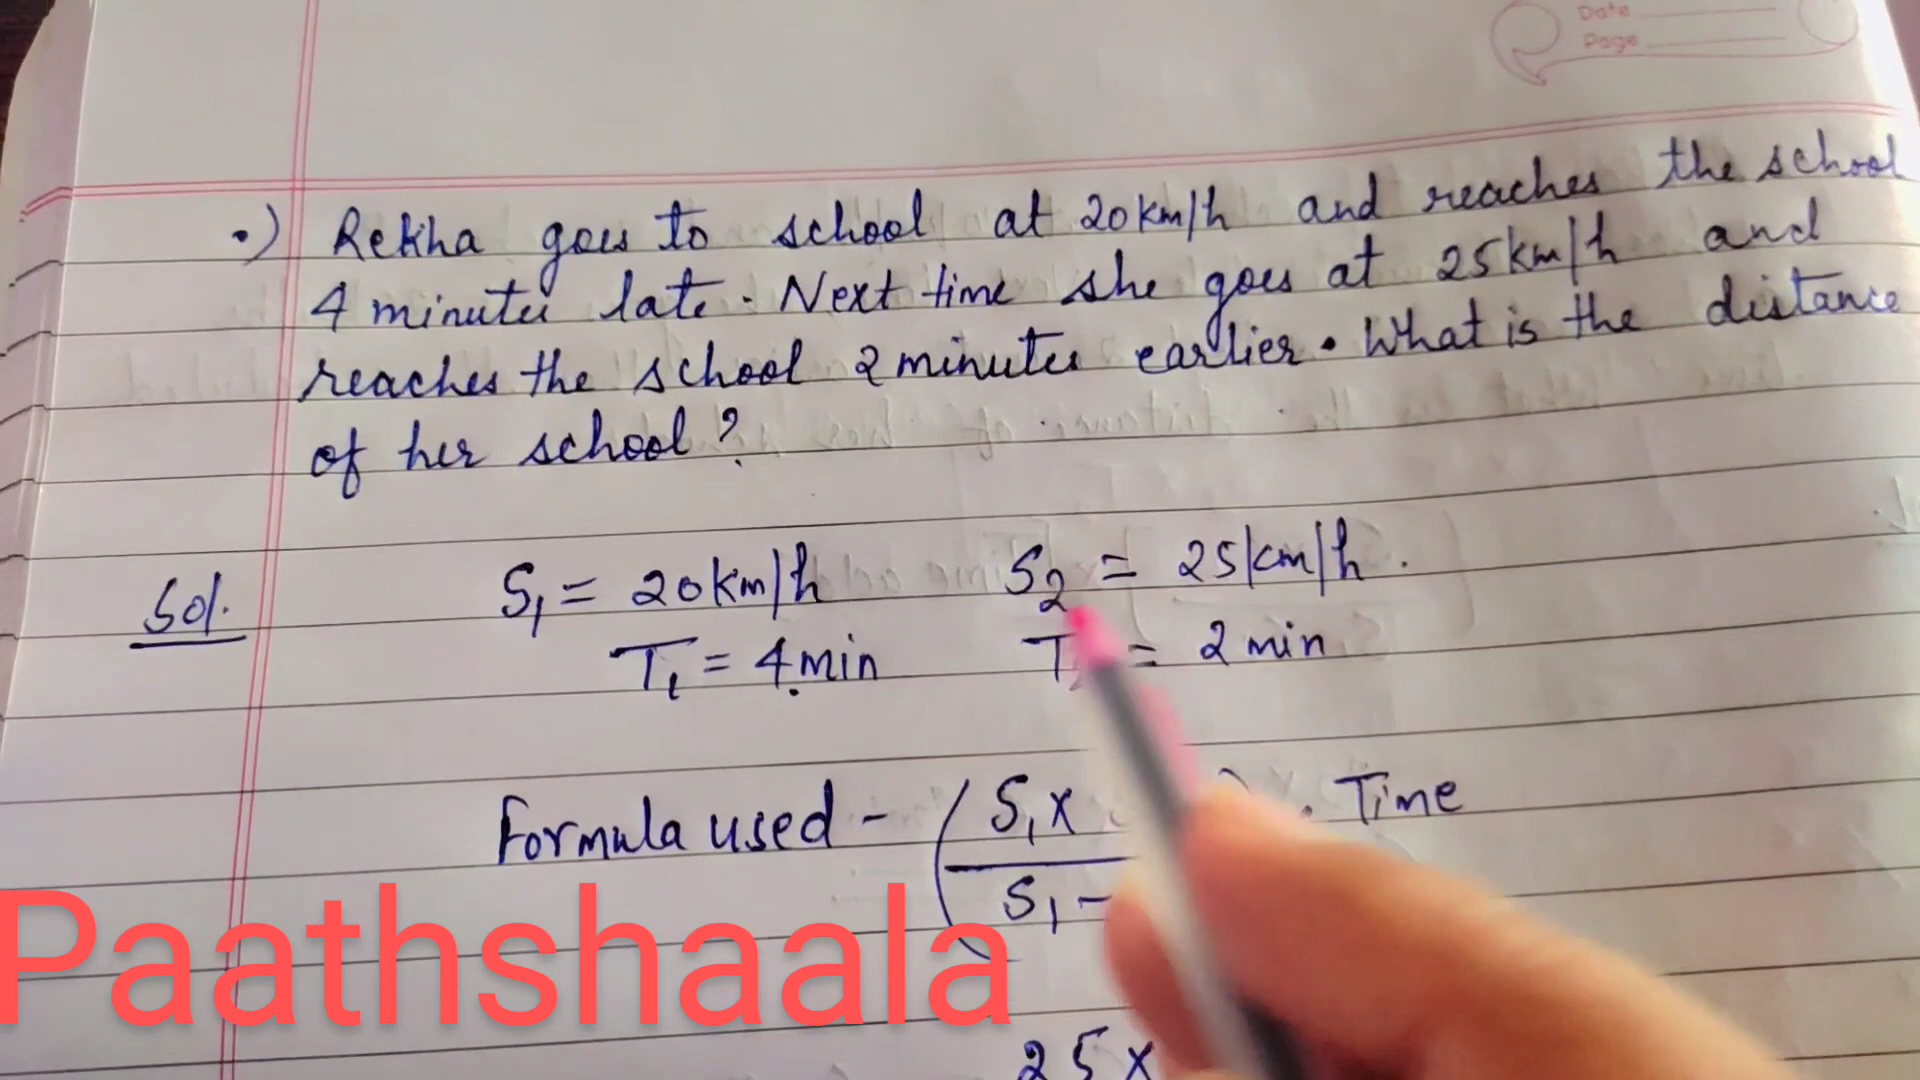 Date
Page
•) Rekha goes to school at 20km/h and reaches the school
4 minutes late. Next time she goes at 25km/h and
reaches the school 2 minutes earlier. What is the distance
of her school?
Sol. S1 = 20km/h S2 = 25km/h.
T1 = 4 min = 2 min
Formula used - ( S1 x . Time
S1 -
Paathshaala
25 x